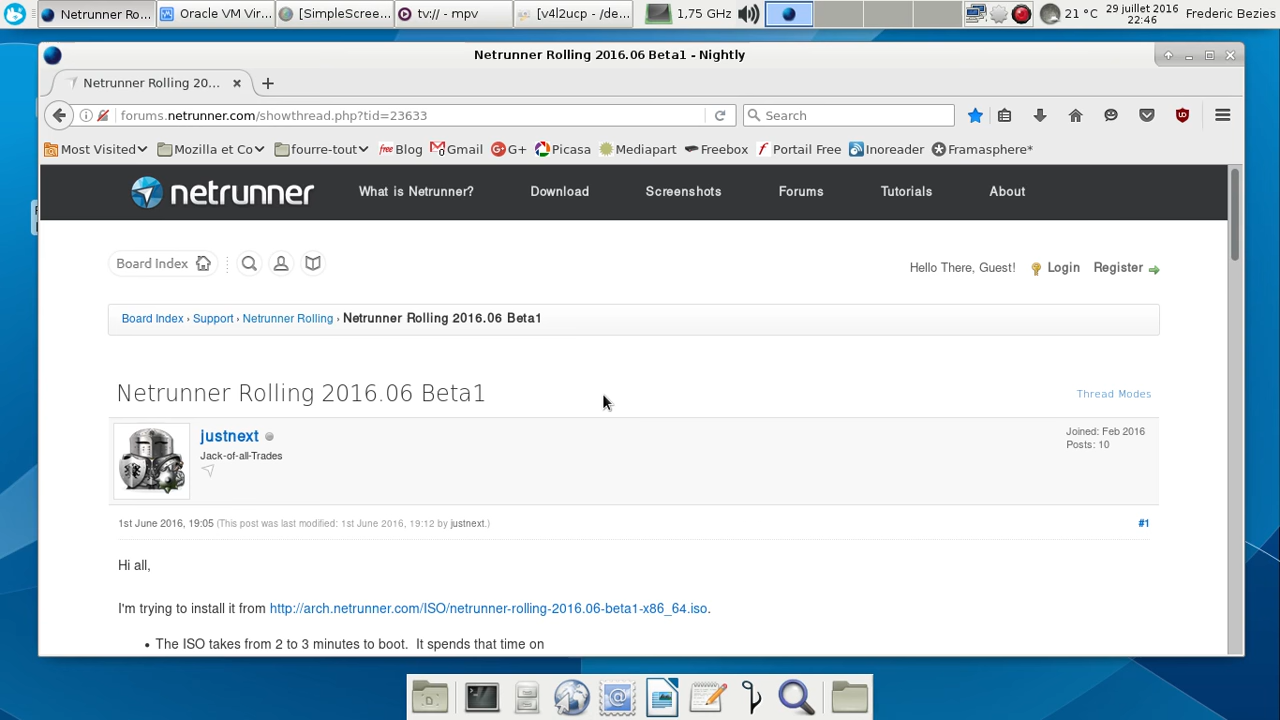 Netrunner Ro...
Oracle VM Vir...
[SimpleScree...
tv:// - mpv
[v4l2ucp - /de...
1,75 GHz
21 °C
29 juillet 2016
22:46
Frederic Bezies
Netrunner Rolling 2016.06 Beta1 - Nightly
Netrunner Rolling 20...
forums.netrunner.com/showthread.php?tid=23633
Search
Most Visited
Mozilla et Co
fourre-tout
free Blog
Gmail
G+
Picasa
Mediapart
Freebox
Portail Free
Inoreader
Framasphere*
netrunner
What is Netrunner?
Download
Screenshots
Forums
Tutorials
About
Board Index
Hello There, Guest!
Login
Register
Board Index › Support › Netrunner Rolling › Netrunner Rolling 2016.06 Beta1
Netrunner Rolling 2016.06 Beta1
Thread Modes
justnext
Jack-of-all-Trades
Joined: Feb 2016
Posts: 10
1st June 2016, 19:05 (This post was last modified: 1st June 2016, 19:12 by justnext.)
#1
Hi all,
I'm trying to install it from http://arch.netrunner.com/ISO/netrunner-rolling-2016.06-beta1-x86_64.iso.
• The ISO takes from 2 to 3 minutes to boot. It spends that time on